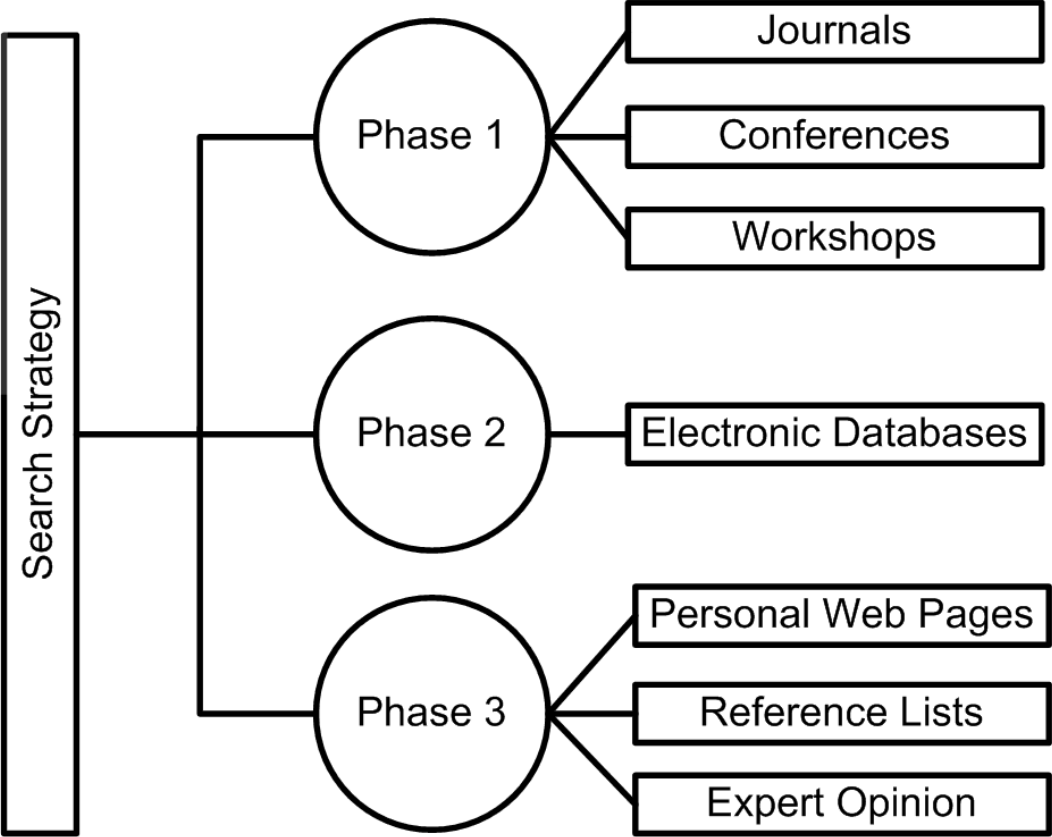 Search Strategy
Phase 1
Journals
Conferences
Workshops
Phase 2
Electronic Databases
Phase 3
Personal Web Pages
Reference Lists
Expert Opinion